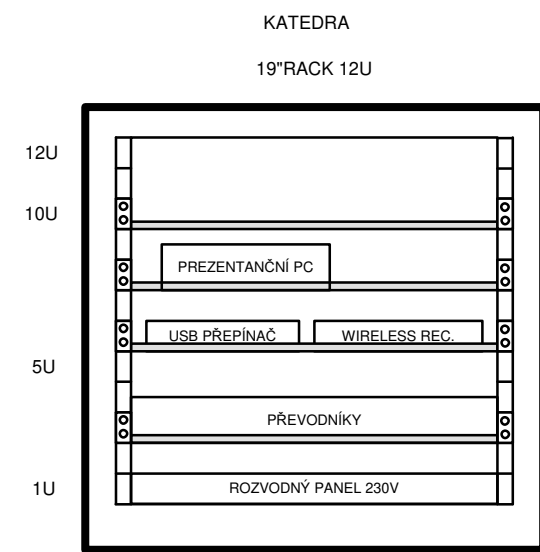 KATEDRA
19"RACK 12U
12U
10U
PREZENTANČNÍ PC
USB PŘEPÍNAČ WIRELESS REC.
5U
PŘEVODNÍKY
1U ROZVODNÝ PANEL 230V